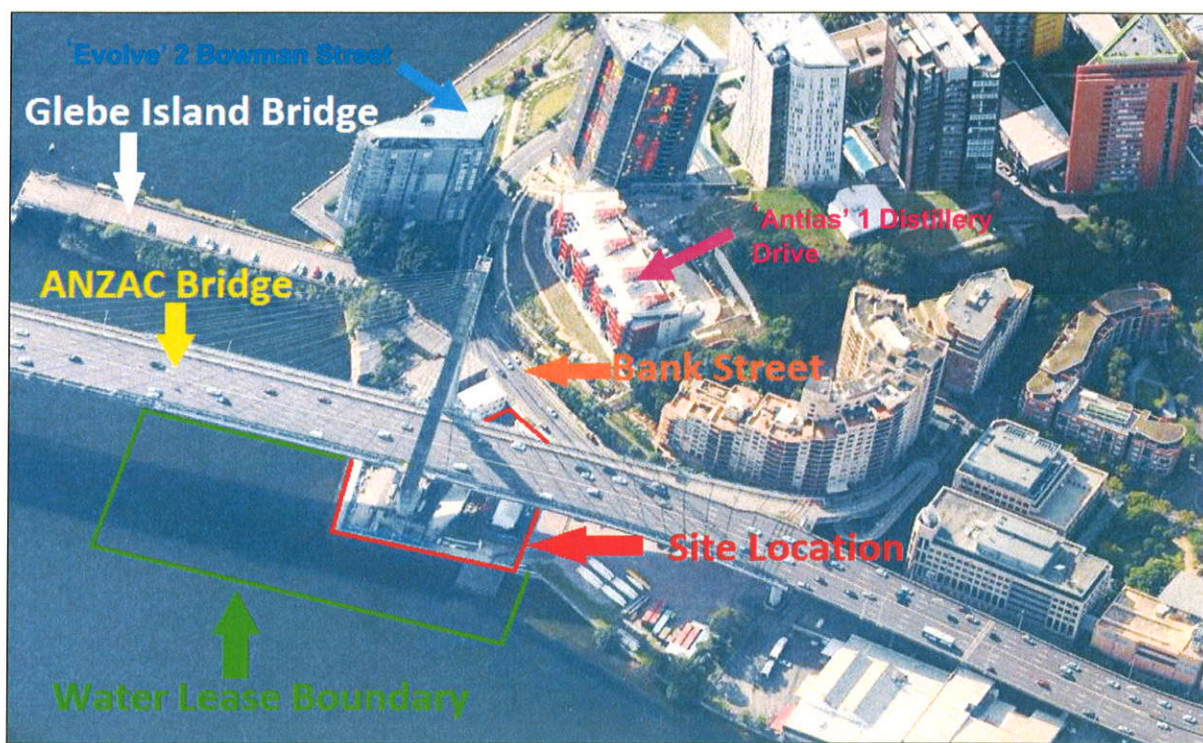 'Evolve' 2 Bowman Street
Glebe Island Bridge
'Antias' 1 Distillery
Drive
ANZAC Bridge
Bank Street
Site Location
Water Lease Boundary